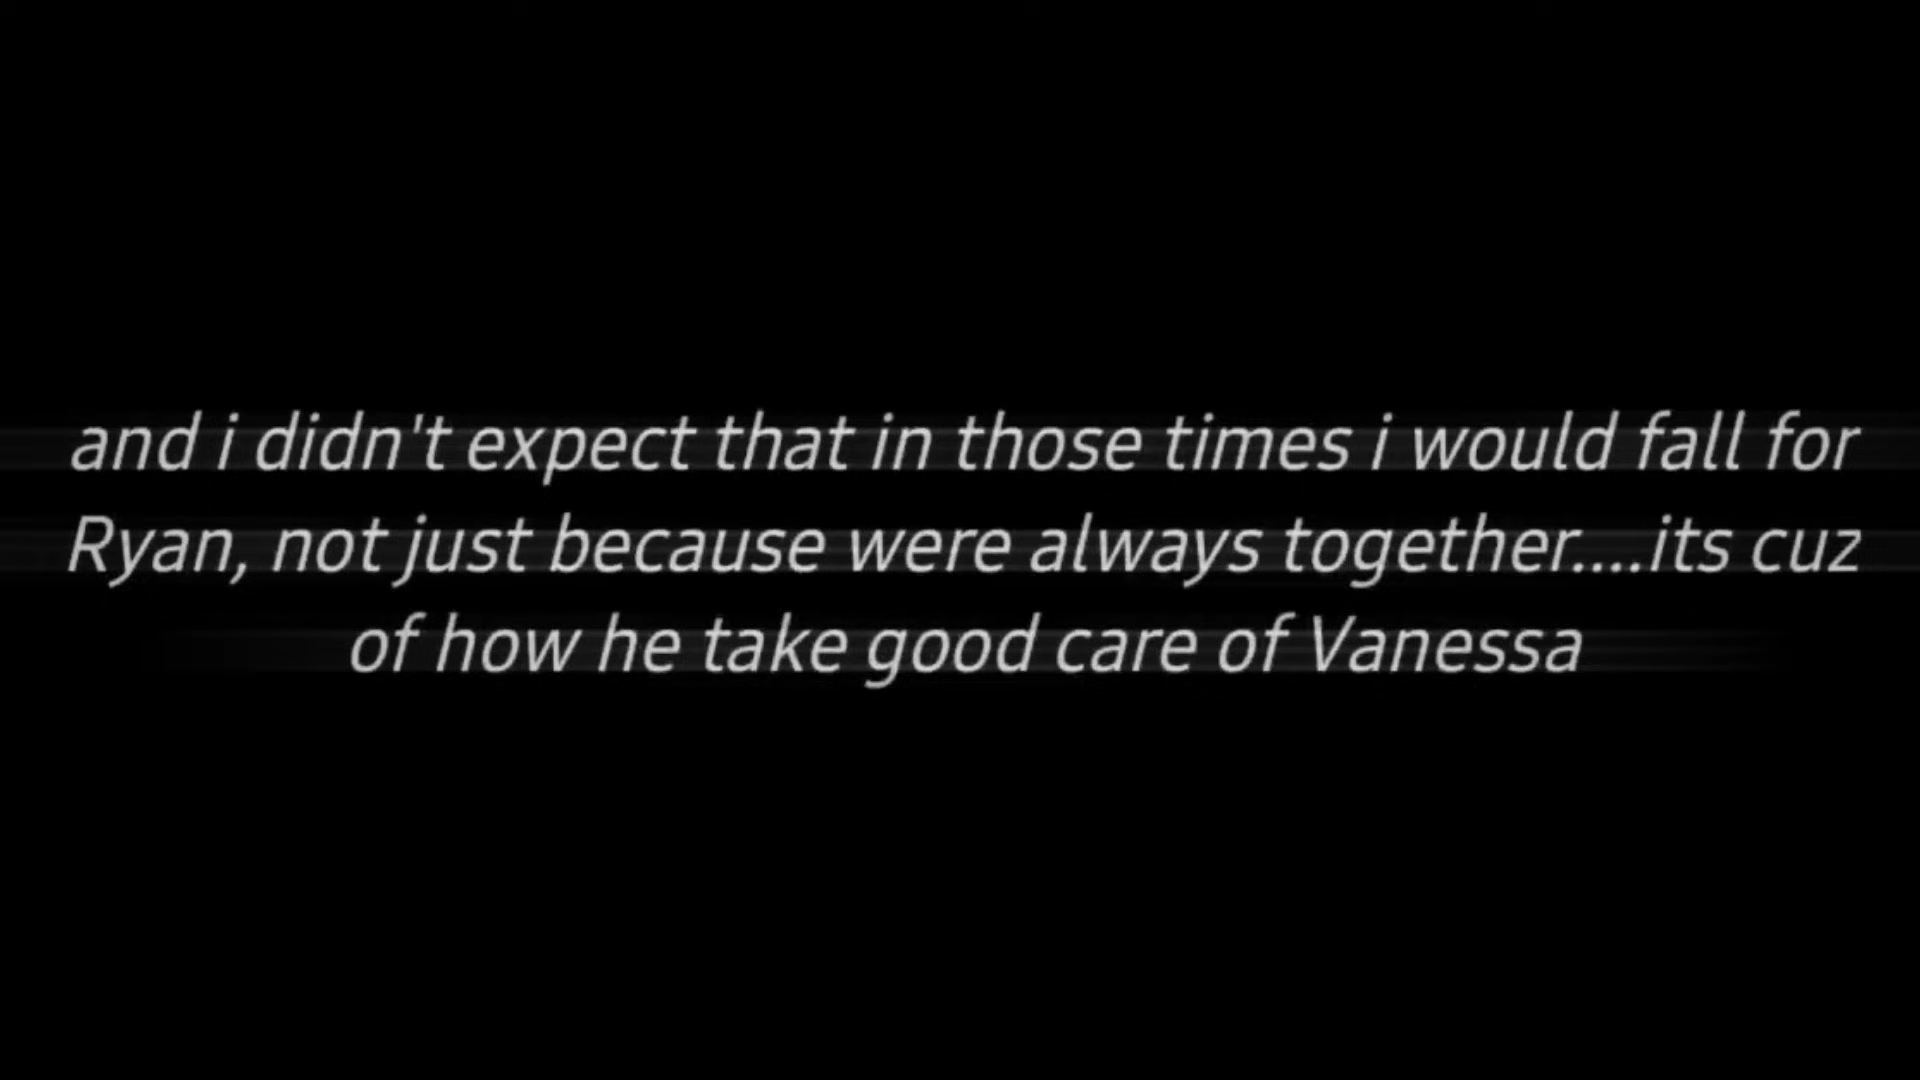 and i didn't expect that in those times i would fall for
Ryan, not just because were always together....its cuz
of how he take good care of Vanessa